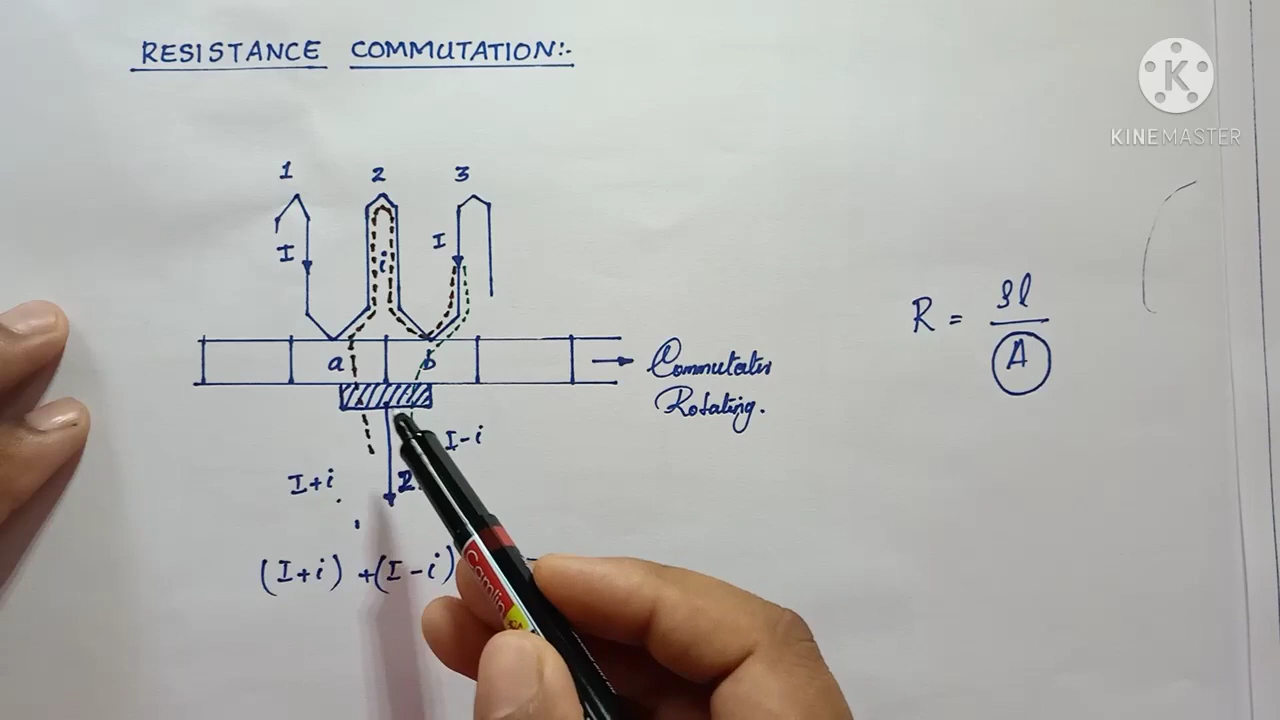 RESISTANCE COMMUTATION:-
K
KINEMASTER
1 2 3
I i I
a b
Commutator
Rotating.
R = ρl
A
I-i
I+i
(I+i) + (I-i)